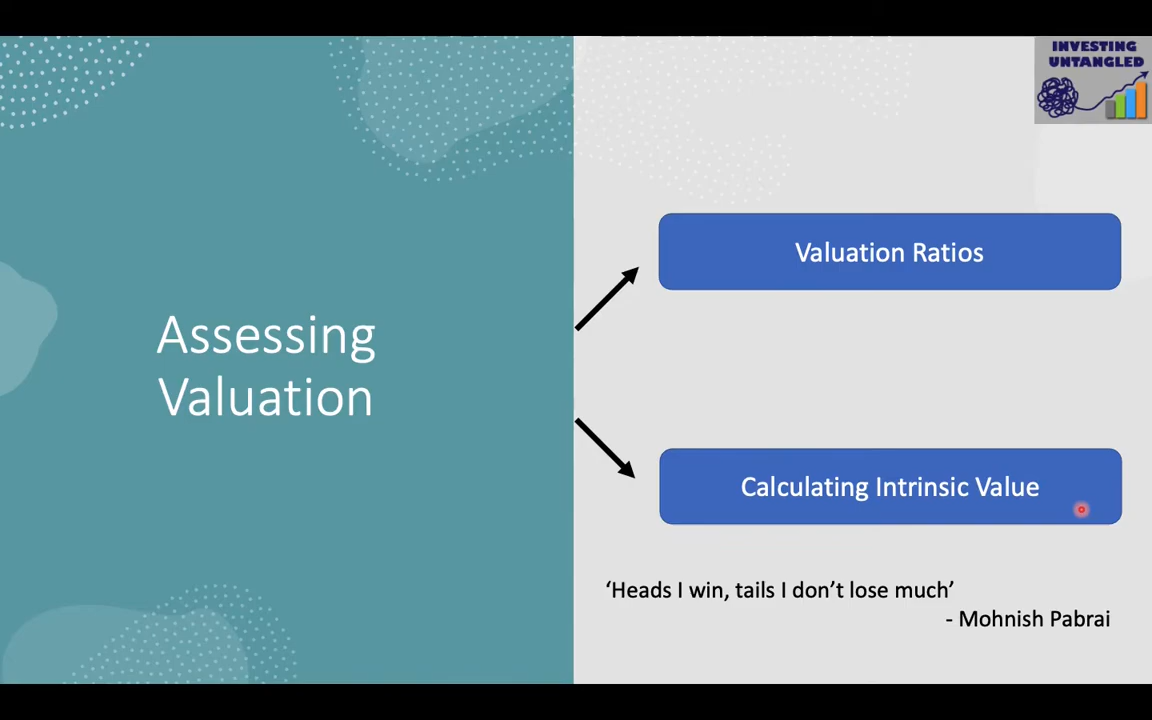 INVESTING
UNTANGLED
Assessing
Valuation
Valuation Ratios
Calculating Intrinsic Value
‘Heads I win, tails I don’t lose much’
- Mohnish Pabrai